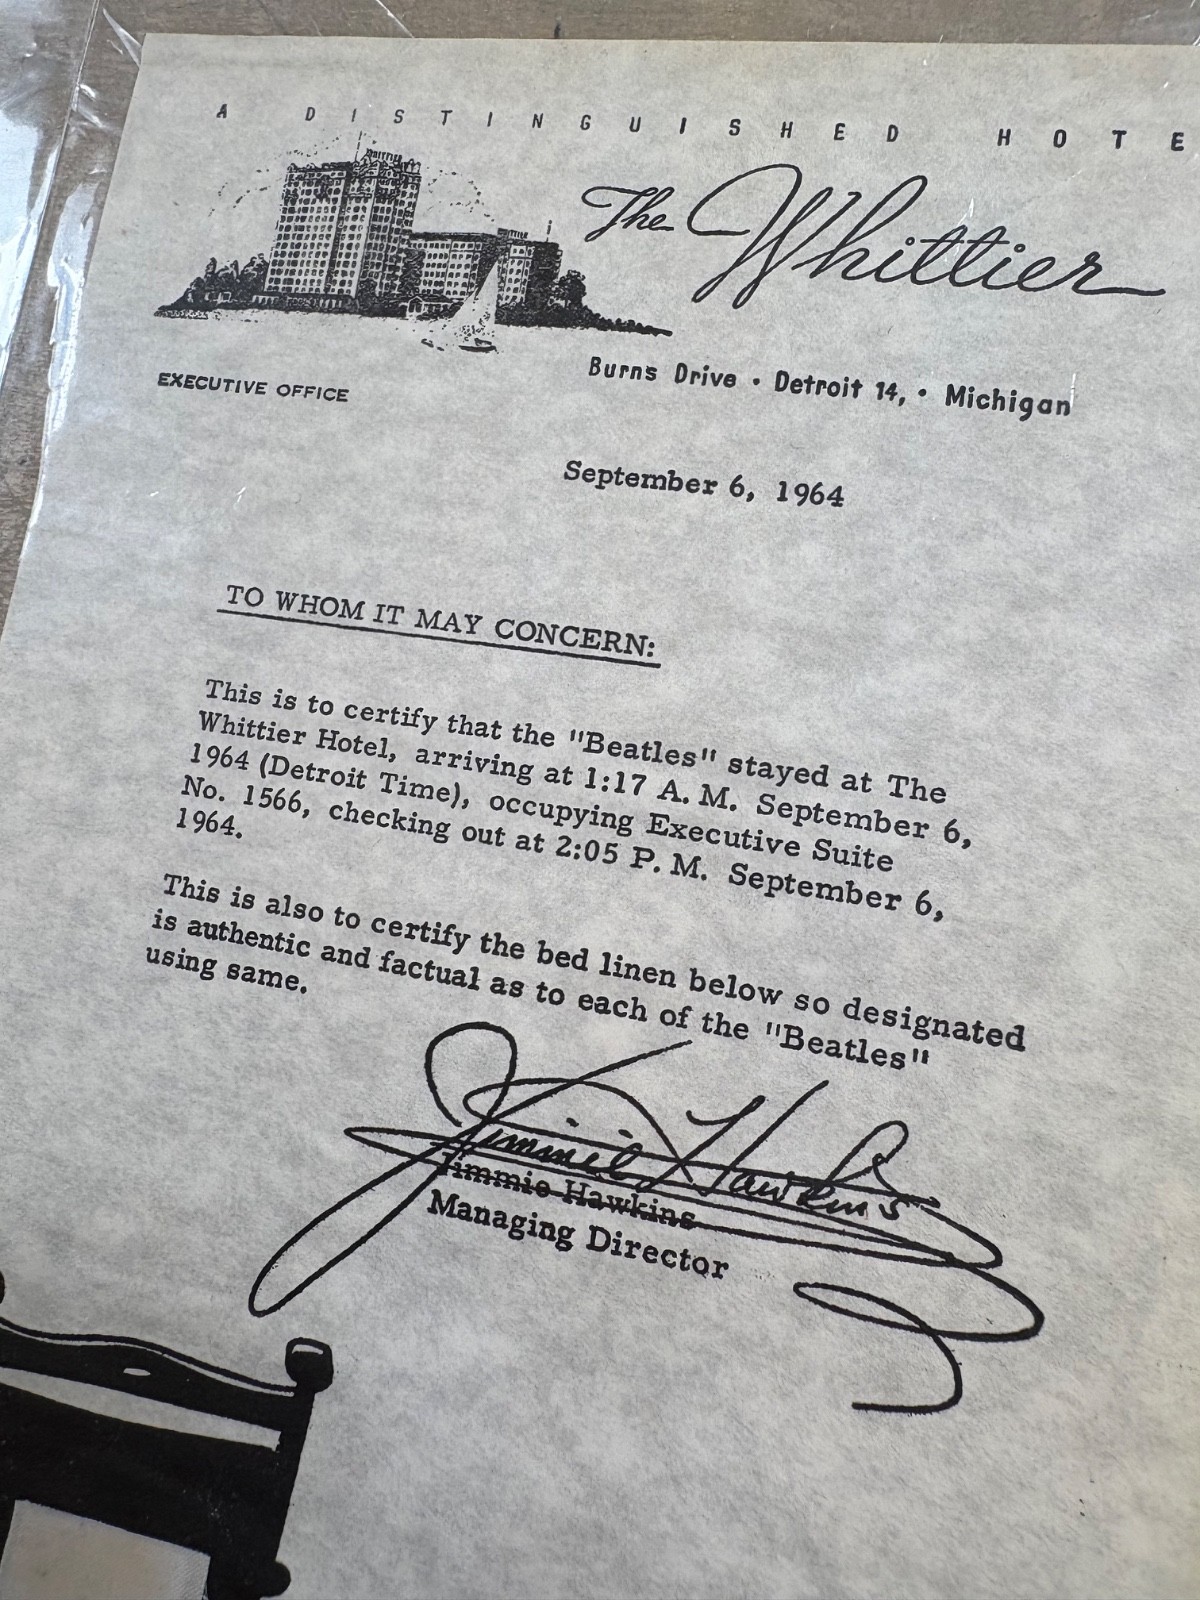 A DISTINGUISHED HOTE
The Whittier
Burns Drive • Detroit 14, • Michigan
EXECUTIVE OFFICE
September 6, 1964
TO WHOM IT MAY CONCERN:
This is to certify that the "Beatles" stayed at The
Whittier Hotel, arriving at 1:17 A. M. September 6,
1964 (Detroit Time), occupying Executive Suite
No. 1566, checking out at 2:05 P. M. September 6,
1964.
This is also to certify the bed linen below so designated
is authentic and factual as to each of the "Beatles"
using same.
Jimmie Hawkins
Jimmie Hawkins
Managing Director